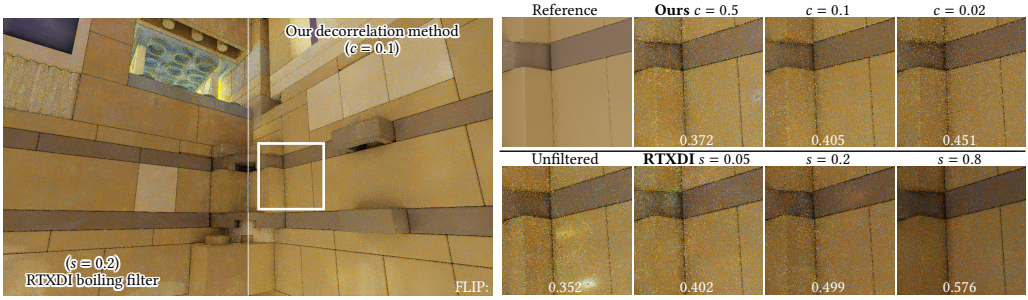 Our decorrelation method
(c = 0.1)
(s = 0.2)
RTXDI boiling filter
FLIP:
Reference
Ours c = 0.5
c = 0.1
c = 0.02
0.372
0.405
0.451
Unfiltered
RTXDI s = 0.05
s = 0.2
s = 0.8
0.352
0.402
0.499
0.576